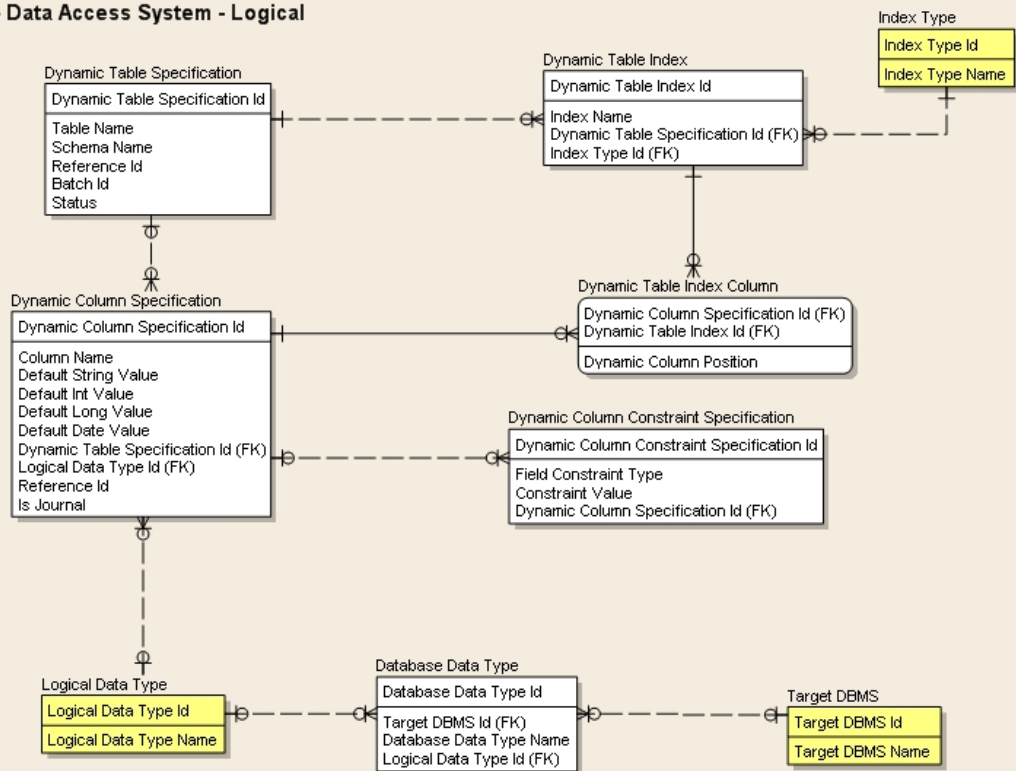 Data Access System - Logical
Index Type
Index Type Id
Index Type Name
Dynamic Table Specification
Dynamic Table Specification Id
Table Name
Schema Name
Reference Id
Batch Id
Status
Dynamic Table Index
Dynamic Table Index Id
Index Name
Dynamic Table Specification Id (FK)
Index Type Id (FK)
Dynamic Column Specification
Dynamic Column Specification Id
Column Name
Default String Value
Default Int Value
Default Long Value
Default Date Value
Dynamic Table Specification Id (FK)
Logical Data Type Id (FK)
Reference Id
Is Journal
Dynamic Table Index Column
Dynamic Column Specification Id (FK)
Dynamic Table Index Id (FK)
Dynamic Column Position
Dynamic Column Constraint Specification
Dynamic Column Constraint Specification Id
Field Constraint Type
Constraint Value
Dynamic Column Specification Id (FK)
Logical Data Type
Logical Data Type Id
Logical Data Type Name
Database Data Type
Database Data Type Id
Target DBMS Id (FK)
Database Data Type Name
Logical Data Type Id (FK)
Target DBMS
Target DBMS Id
Target DBMS Name